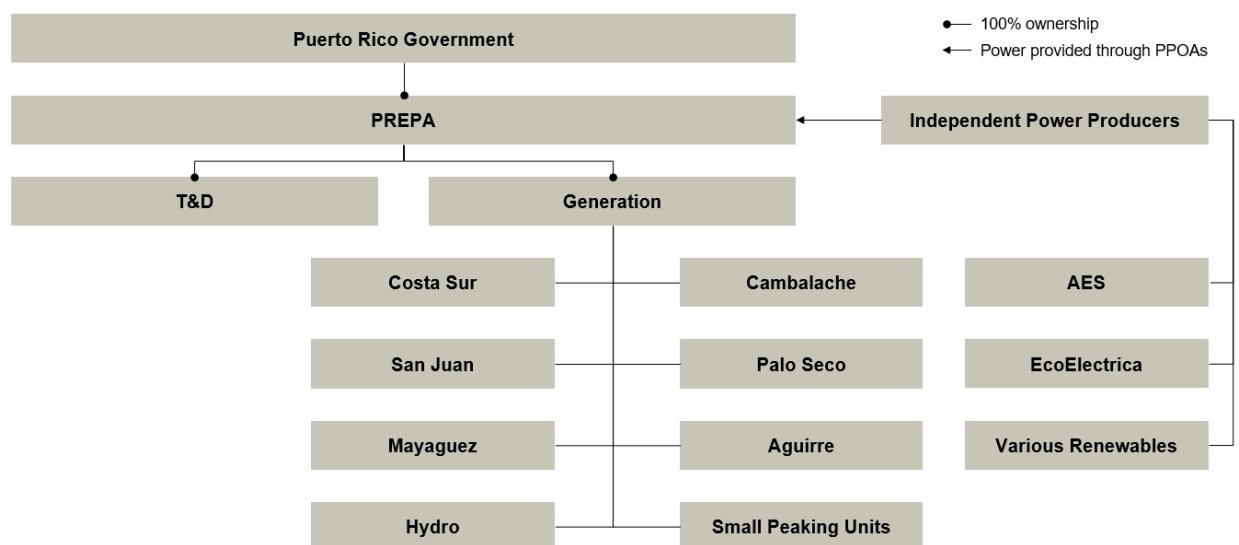 Puerto Rico Government
100% ownership
Power provided through PPOAs
PREPA
Independent Power Producers
T&D
Generation
Costa Sur
Cambalache
AES
San Juan
Palo Seco
EcoElectrica
Mayaguez
Aguirre
Various Renewables
Hydro
Small Peaking Units